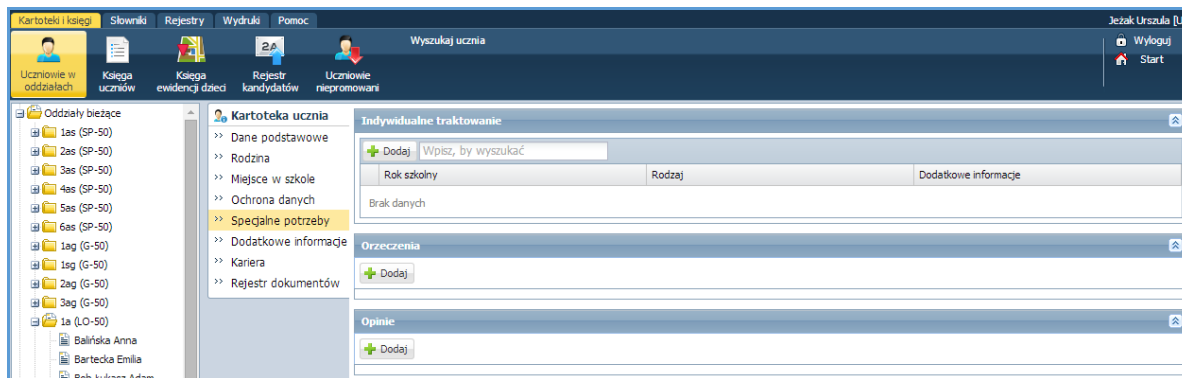 Kartoteki i księgi Słowniki Rejestry Wydruki Pomoc Jeżak Urszula [U
Uczniowie w oddziałach
Księga uczniów
Księga ewidencji dzieci
Rejestr kandydatów
Uczniowie niepromowani
Wyszukaj ucznia
Wyloguj
Start
Oddziały bieżące
1as (SP-50)
2as (SP-50)
3as (SP-50)
4as (SP-50)
5as (SP-50)
6as (SP-50)
1ag (G-50)
1sg (G-50)
2ag (G-50)
3ag (G-50)
1a (LO-50)
Balińska Anna
Bartecka Emilia
Bob Łukasz Adam
Kartoteka ucznia
Dane podstawowe
Rodzina
Miejsce w szkole
Ochrona danych
Specjalne potrzeby
Dodatkowe informacje
Kariera
Rejestr dokumentów
Indywidualne traktowanie
Dodaj Wpisz, by wyszukać
Rok szkolny Rodzaj Dodatkowe informacje
Brak danych
Orzeczenia
Dodaj
Opinie
Dodaj